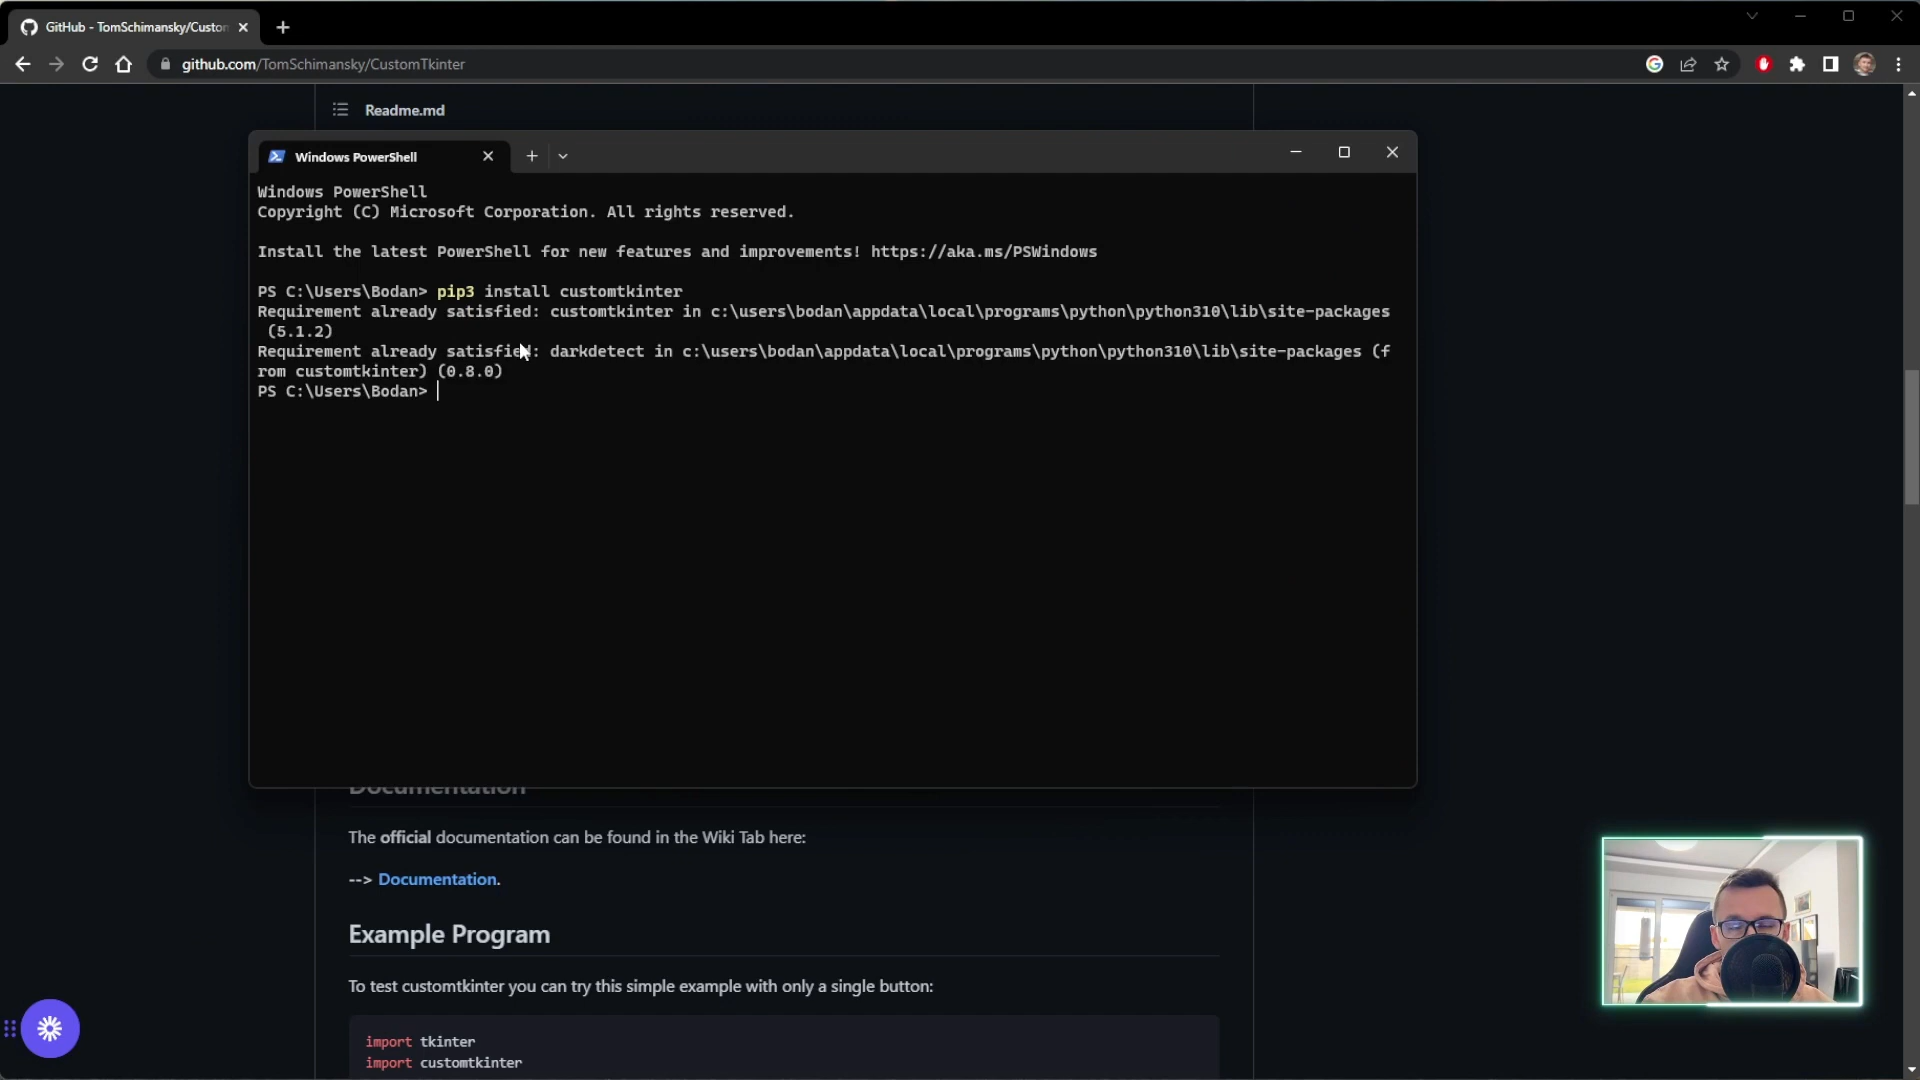 GitHub - TomSchimansky/Custon
github.com/TomSchimansky/CustomTkinter
Readme.md
Windows PowerShell
Windows PowerShell
Copyright (C) Microsoft Corporation. All rights reserved.
Install the latest PowerShell for new features and improvements! https://aka.ms/PSWindows
PS C:\Users\Bodan> pip3 install customtkinter
Requirement already satisfied: customtkinter in c:\users\bodan\appdata\local\programs\python\python310\lib\site-packages
(5.1.2)
Requirement already satisfied: darkdetect in c:\users\bodan\appdata\local\programs\python\python310\lib\site-packages (f
rom customtkinter) (0.8.0)
PS C:\Users\Bodan>
Documentation
The official documentation can be found in the Wiki Tab here:
--> Documentation.
Example Program
To test customtkinter you can try this simple example with only a single button:
import tkinter
import customtkinter